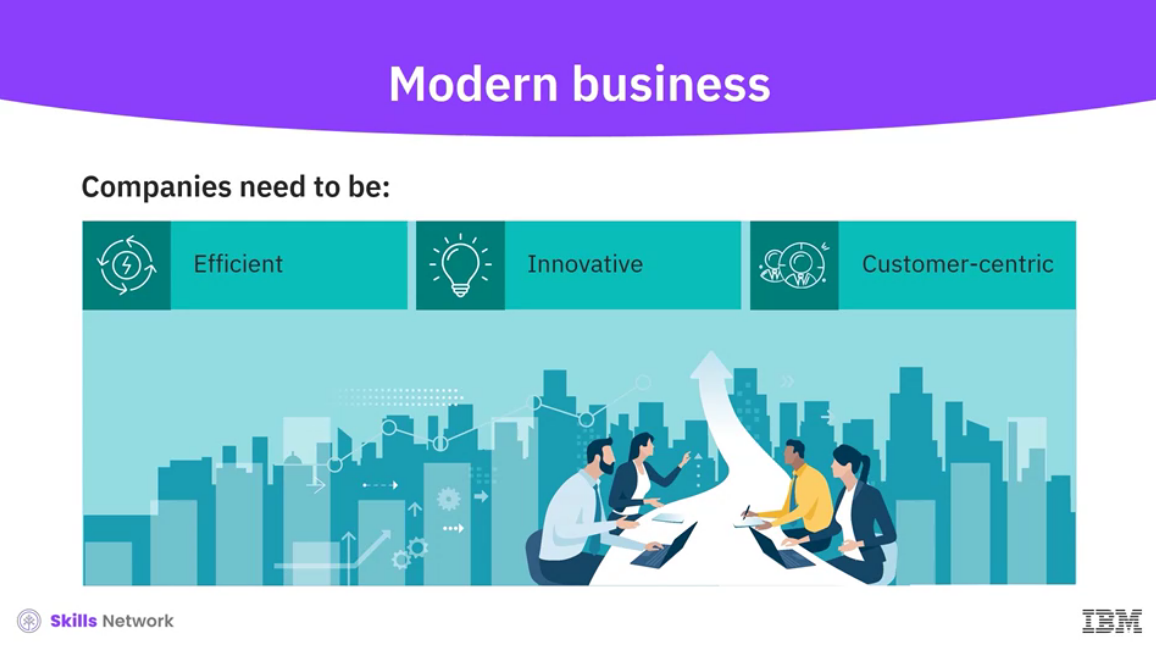 Modern business
Companies need to be:
Efficient
Innovative
Customer-centric
Skills Network
IBM